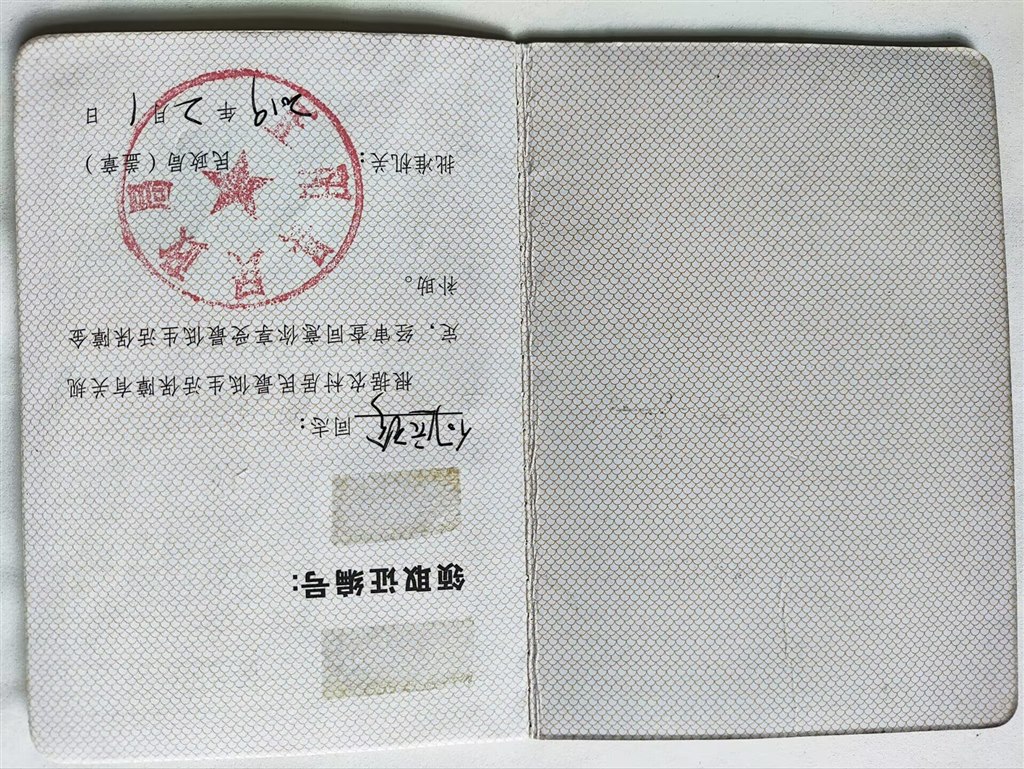 领取证编号：
同志：
根据农村居民最低生活保障有关规
定，经审查同意你享受最低生活保障金
补助。
批准机关： 民政局（盖章）
2019年2月1日